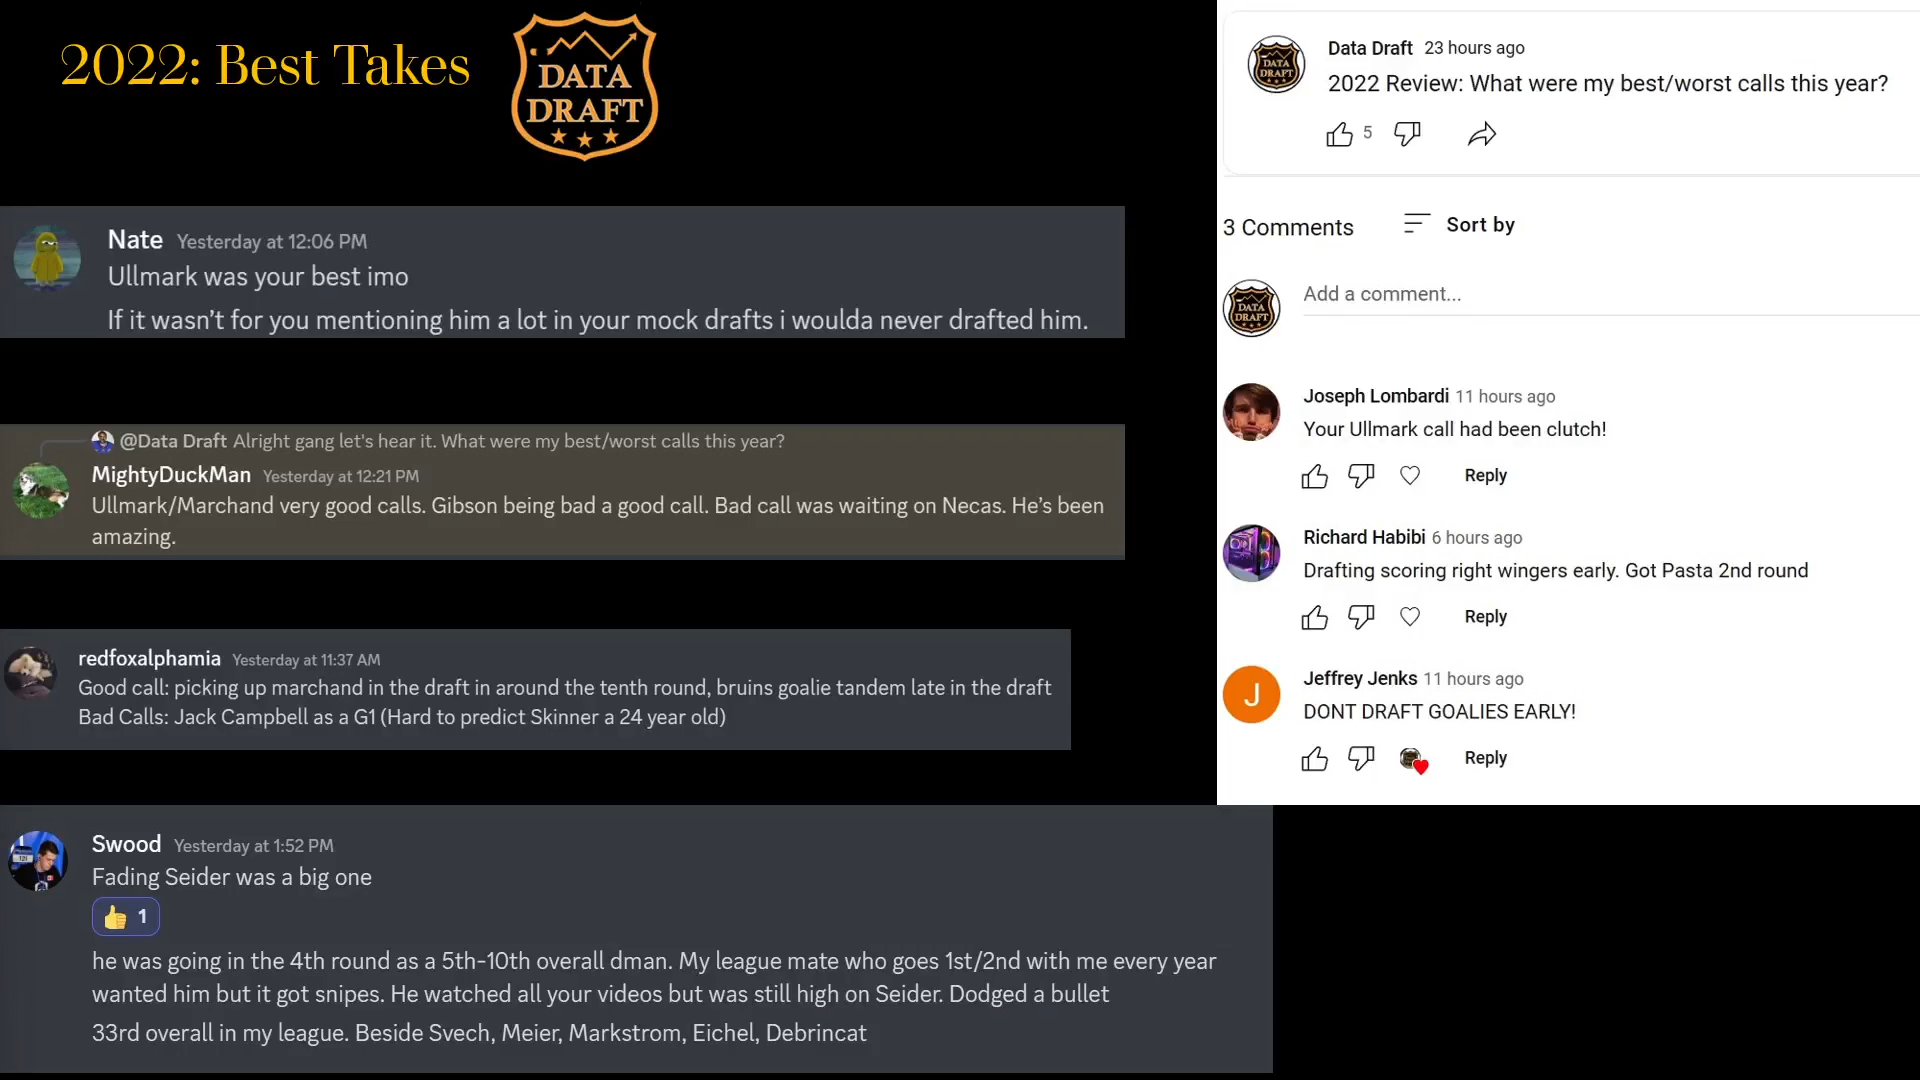 2022: Best Takes
DATA
DRAFT
Nate Yesterday at 12:06 PM
Ullmark was your best imo
If it wasn't for you mentioning him a lot in your mock drafts i woulda never drafted him.
@Data Draft Alright gang let's hear it. What were my best/worst calls this year?
MightyDuckMan Yesterday at 12:21 PM
Ullmark/Marchand very good calls. Gibson being bad a good call. Bad call was waiting on Necas. He's been
amazing.
redfoxalphamia Yesterday at 11:37 AM
Good call: picking up marchand in the draft in around the tenth round, bruins goalie tandem late in the draft
Bad Calls: Jack Campbell as a G1 (Hard to predict Skinner a 24 year old)
Swood Yesterday at 1:52 PM
Fading Seider was a big one
👍 1
he was going in the 4th round as a 5th-10th overall dman. My league mate who goes 1st/2nd with me every year
wanted him but it got snipes. He watched all your videos but was still high on Seider. Dodged a bullet
33rd overall in my league. Beside Svech, Meier, Markstrom, Eichel, Debrincat
DATA
DRAFT
Data Draft 23 hours ago
2022 Review: What were my best/worst calls this year?
5
3 Comments Sort by
DATA
DRAFT
Add a comment...
Joseph Lombardi 11 hours ago
Your Ullmark call had been clutch!
Reply
Richard Habibi 6 hours ago
Drafting scoring right wingers early. Got Pasta 2nd round
Reply
J
Jeffrey Jenks 11 hours ago
DONT DRAFT GOALIES EARLY!
Reply